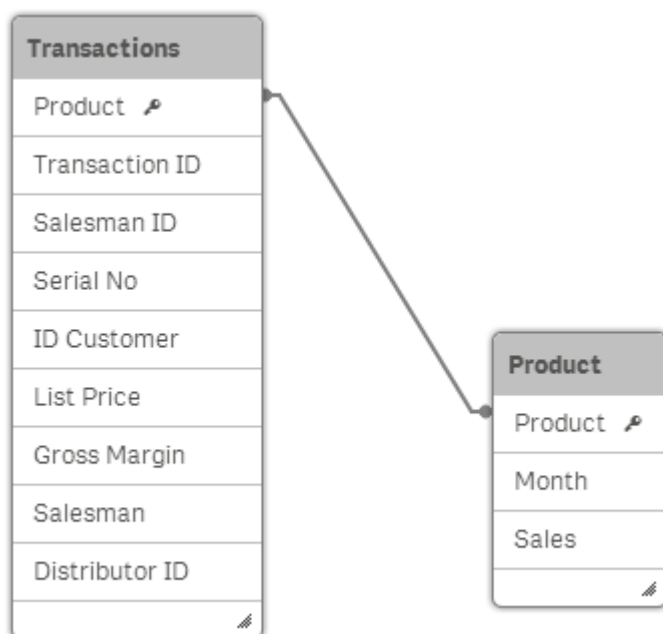 Transactions
Product
Transaction ID
Salesman ID
Serial No
ID Customer
List Price
Gross Margin
Salesman
Distributor ID
Product
Product
Month
Sales